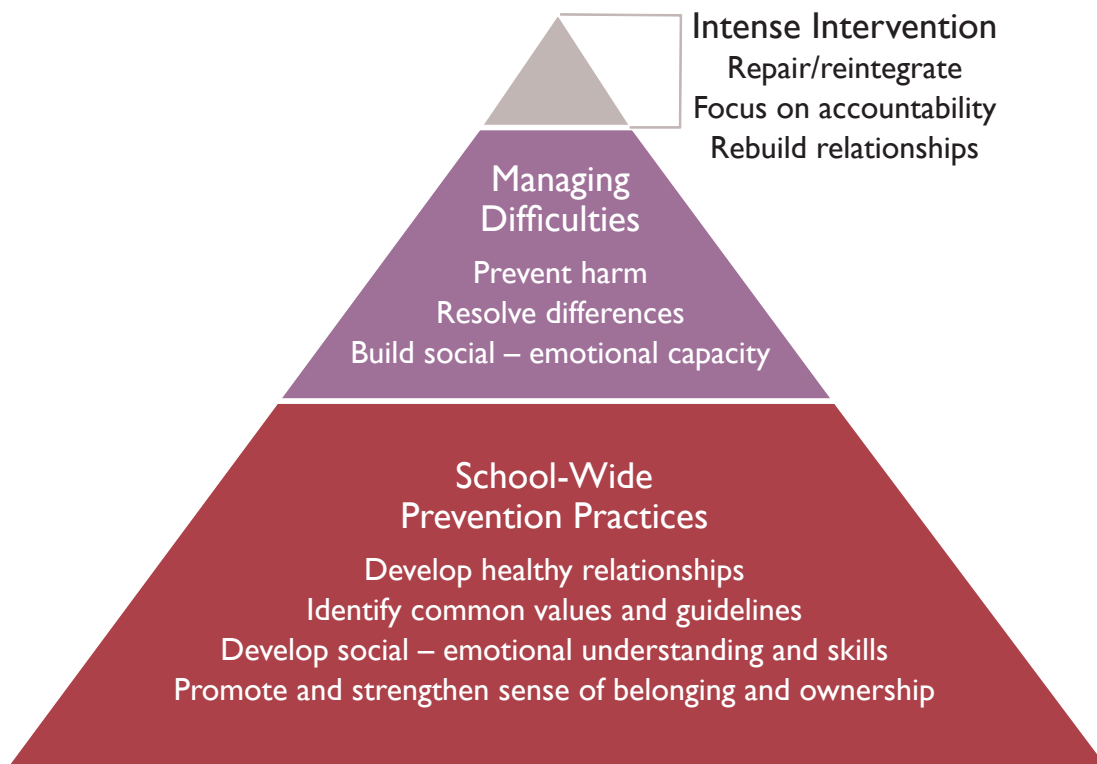 Intense Intervention
Repair/reintegrate
Focus on accountability
Rebuild relationships
Managing
Difficulties
Prevent harm
Resolve differences
Build social – emotional capacity
School-Wide
Prevention Practices
Develop healthy relationships
Identify common values and guidelines
Develop social – emotional understanding and skills
Promote and strengthen sense of belonging and ownership